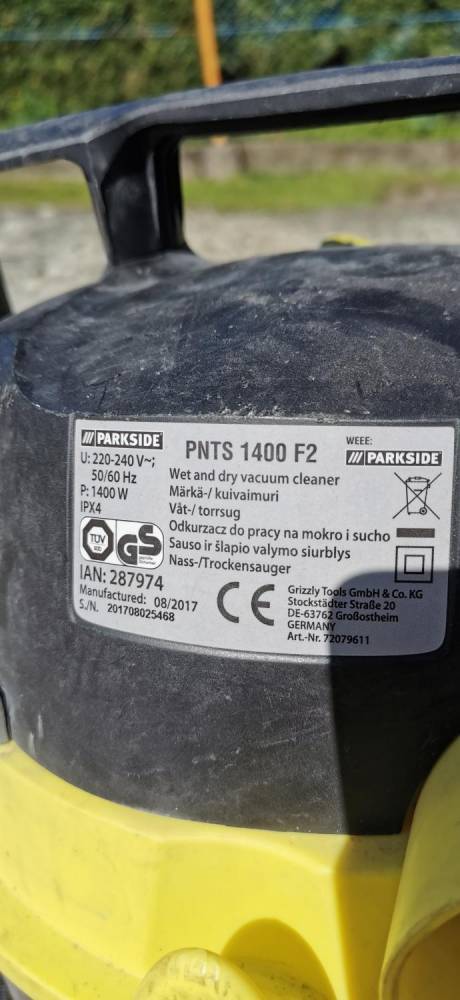 /// PARKSIDE
PNTS 1400 F2
WEEE:
/// PARKSIDE
U: 220-240 V~;
50/60 Hz
P: 1400 W
IPX4
Wet and dry vacuum cleaner
Märkä-/ kuivaimuri
Våt-/ torrsug
Odkurzacz do pracy na mokro i sucho
Sauso ir šlapio valymo siurblys
Nass-/Trockensauger
TÜV
GS
IAN: 287974
Manufactured: 08/2017
S./N. 201708025468
CE
Grizzly Tools GmbH & Co. KG
Stockstädter Straße 20
DE-63762 Großostheim
GERMANY
Art.-Nr. 72079611